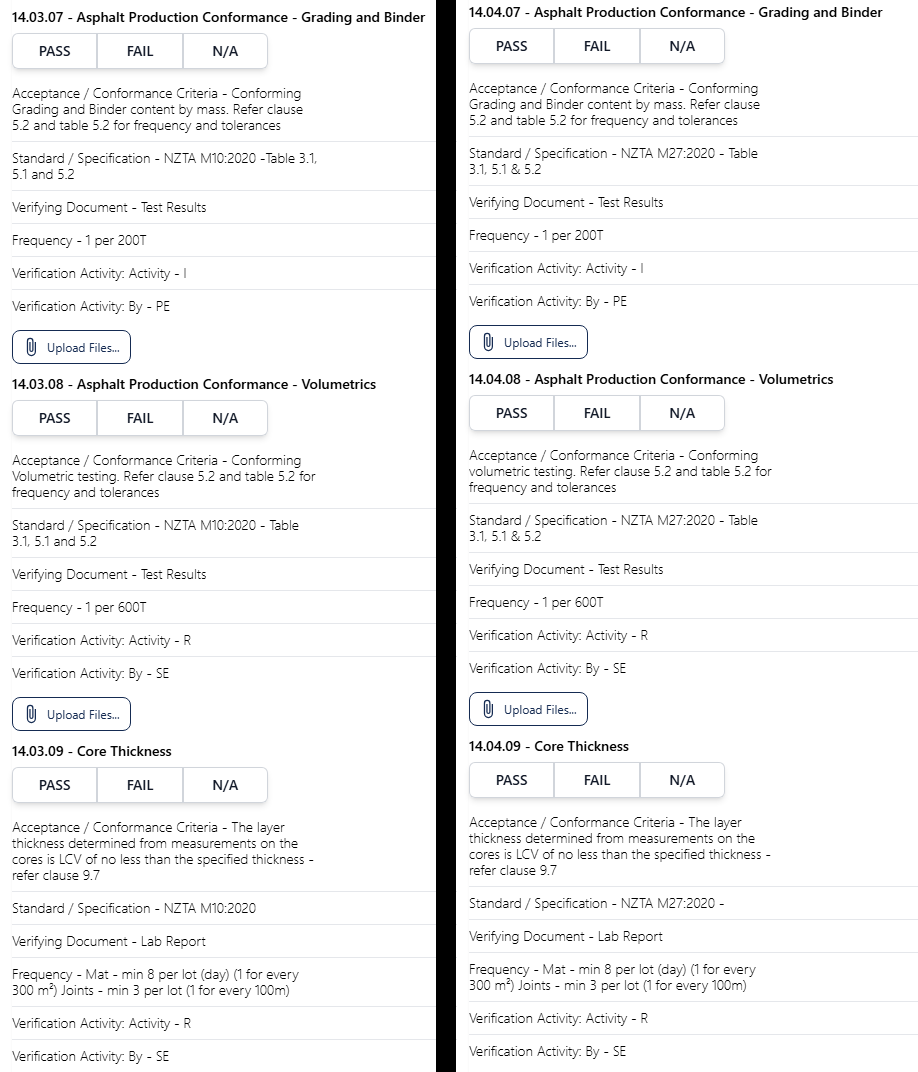 14.03.07 - Asphalt Production Conformance - Grading and Binder
PASS FAIL N/A
Acceptance / Conformance Criteria - Conforming
Grading and Binder content by mass. Refer clause
5.2 and table 5.2 for frequency and tolerances
Standard / Specification - NZTA M10:2020 -Table 3.1,
5.1 and 5.2
Verifying Document - Test Results
Frequency - 1 per 200T
Verification Activity: Activity - I
Verification Activity: By - PE
Upload Files...
14.03.08 - Asphalt Production Conformance - Volumetrics
PASS FAIL N/A
Acceptance / Conformance Criteria - Conforming
Volumetric testing. Refer clause 5.2 and table 5.2 for
frequency and tolerances
Standard / Specification - NZTA M10:2020 - Table
3.1, 5.1 and 5.2
Verifying Document - Test Results
Frequency - 1 per 600T
Verification Activity: Activity - R
Verification Activity: By - SE
Upload Files...
14.03.09 - Core Thickness
PASS FAIL N/A
Acceptance / Conformance Criteria - The layer
thickness determined from measurements on the
cores is LCV of no less than the specified thickness -
refer clause 9.7
Standard / Specification - NZTA M10:2020
Verifying Document - Lab Report
Frequency - Mat - min 8 per lot (day) (1 for every
300 m²) Joints - min 3 per lot (1 for every 100m)
Verification Activity: Activity - R
Verification Activity: By - SE
14.04.07 - Asphalt Production Conformance - Grading and Binder
PASS FAIL N/A
Acceptance / Conformance Criteria - Conforming
Grading and Binder content by mass. Refer clause
5.2 and table 5.2 for frequency and tolerances
Standard / Specification - NZTA M27:2020 - Table
3.1, 5.1 & 5.2
Verifying Document - Test Results
Frequency - 1 per 200T
Verification Activity: Activity - I
Verification Activity: By - PE
Upload Files...
14.04.08 - Asphalt Production Conformance - Volumetrics
PASS FAIL N/A
Acceptance / Conformance Criteria - Conforming
volumetric testing. Refer clause 5.2 and table 5.2 for
frequency and tolerances
Standard / Specification - NZTA M27:2020 - Table
3.1, 5.1 & 5.2
Verifying Document - Test Results
Frequency - 1 per 600T
Verification Activity: Activity - R
Verification Activity: By - SE
Upload Files...
14.04.09 - Core Thickness
PASS FAIL N/A
Acceptance / Conformance Criteria - The layer
thickness determined from measurements on the
cores is LCV of no less than the specified thickness -
refer clause 9.7
Standard / Specification - NZTA M27:2020 -
Verifying Document - Lab Report
Frequency - Mat - min 8 per lot (day) (1 for every
300 m²) Joints - min 3 per lot (1 for every 100m)
Verification Activity: Activity - R
Verification Activity: By - SE